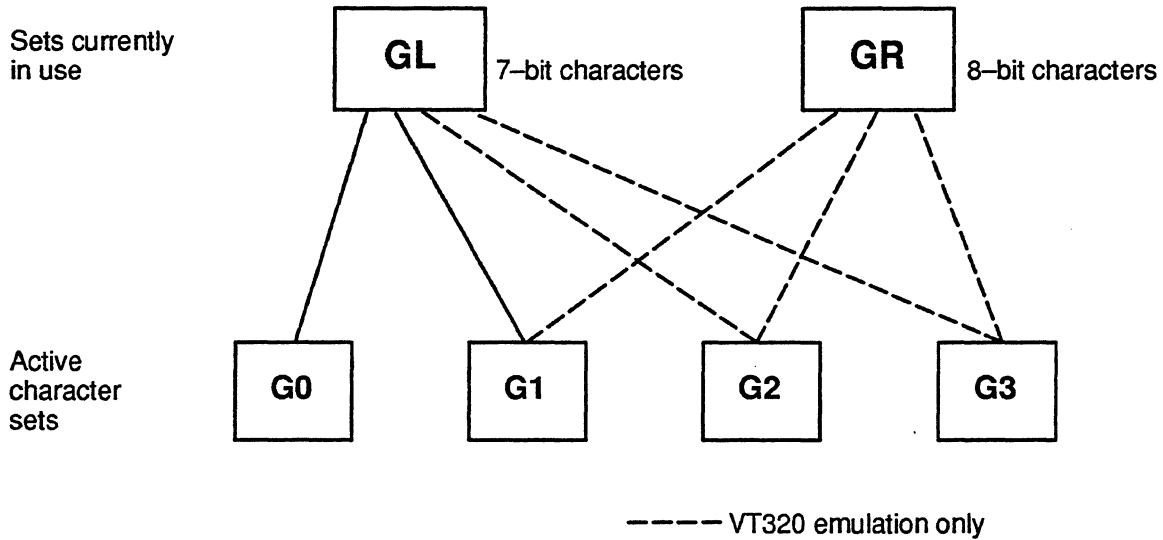 Sets currently
in use
GL
7–bit characters
GR
8–bit characters
Active
character
sets
G0
G1
G2
G3
VT320 emulation only